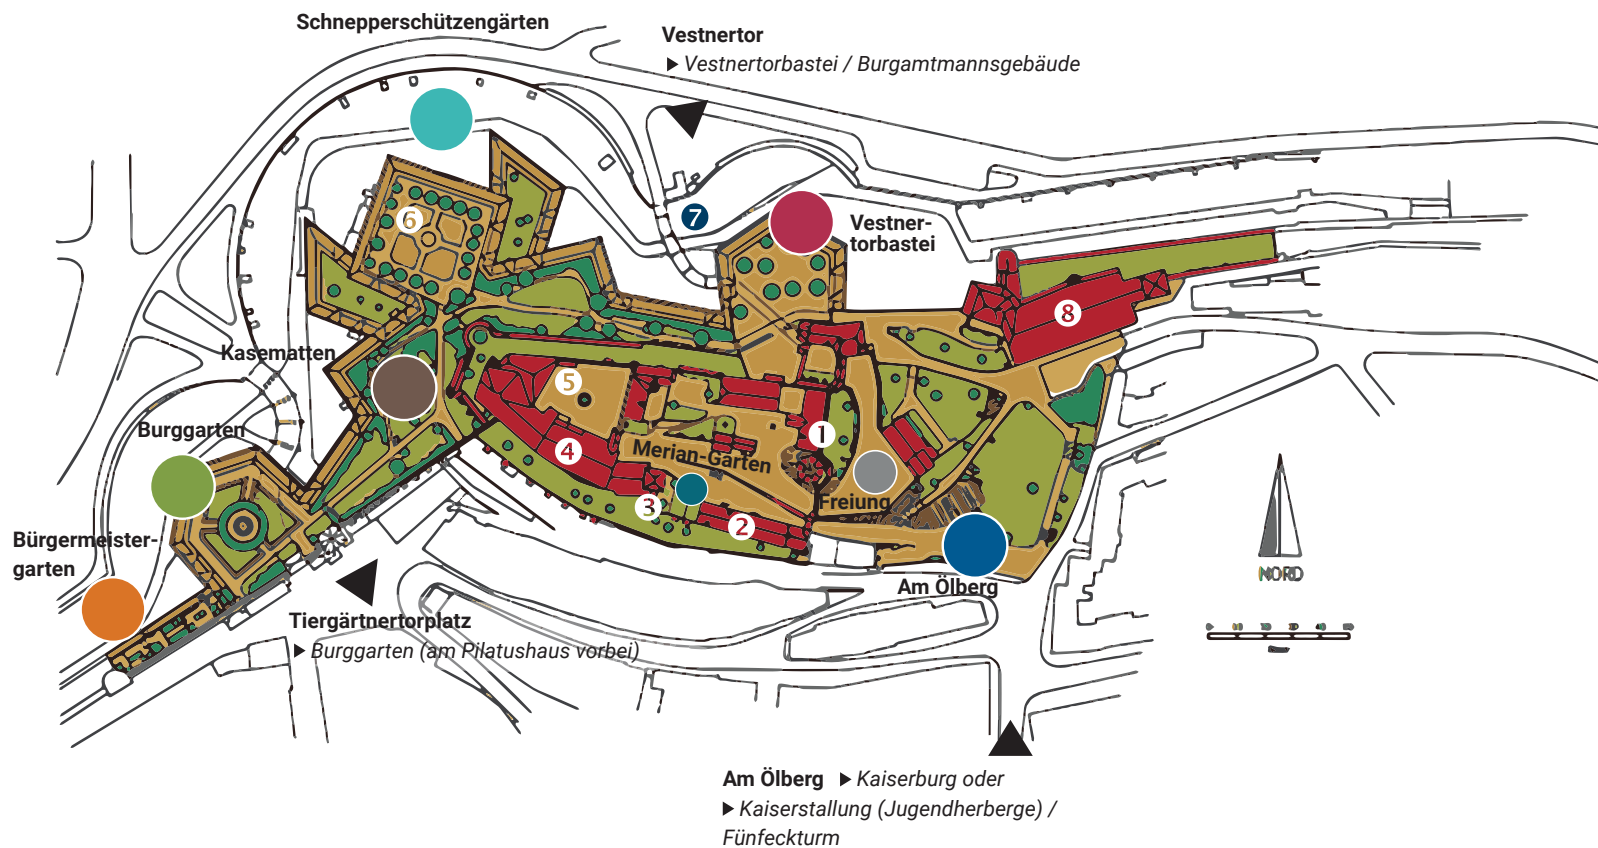 Schnepperschützengärten
Vestnertor
▶ Vestnertorbastei / Burgamtmannsgebäude
6
7
Vestner-
torbastei
8
Kasematten
5
Burggarten
1
4
Merian-Gärten
3
Freiung
2
Bürgermeister-
garten
NORD
Am Ölberg
Tiergärtnertorplatz
▶ Burggarten (am Pilatushaus vorbei)
Am Ölberg ▶ Kaiserburg oder
▶ Kaiserstallung (Jugendherberge) /
Fünfeckturm